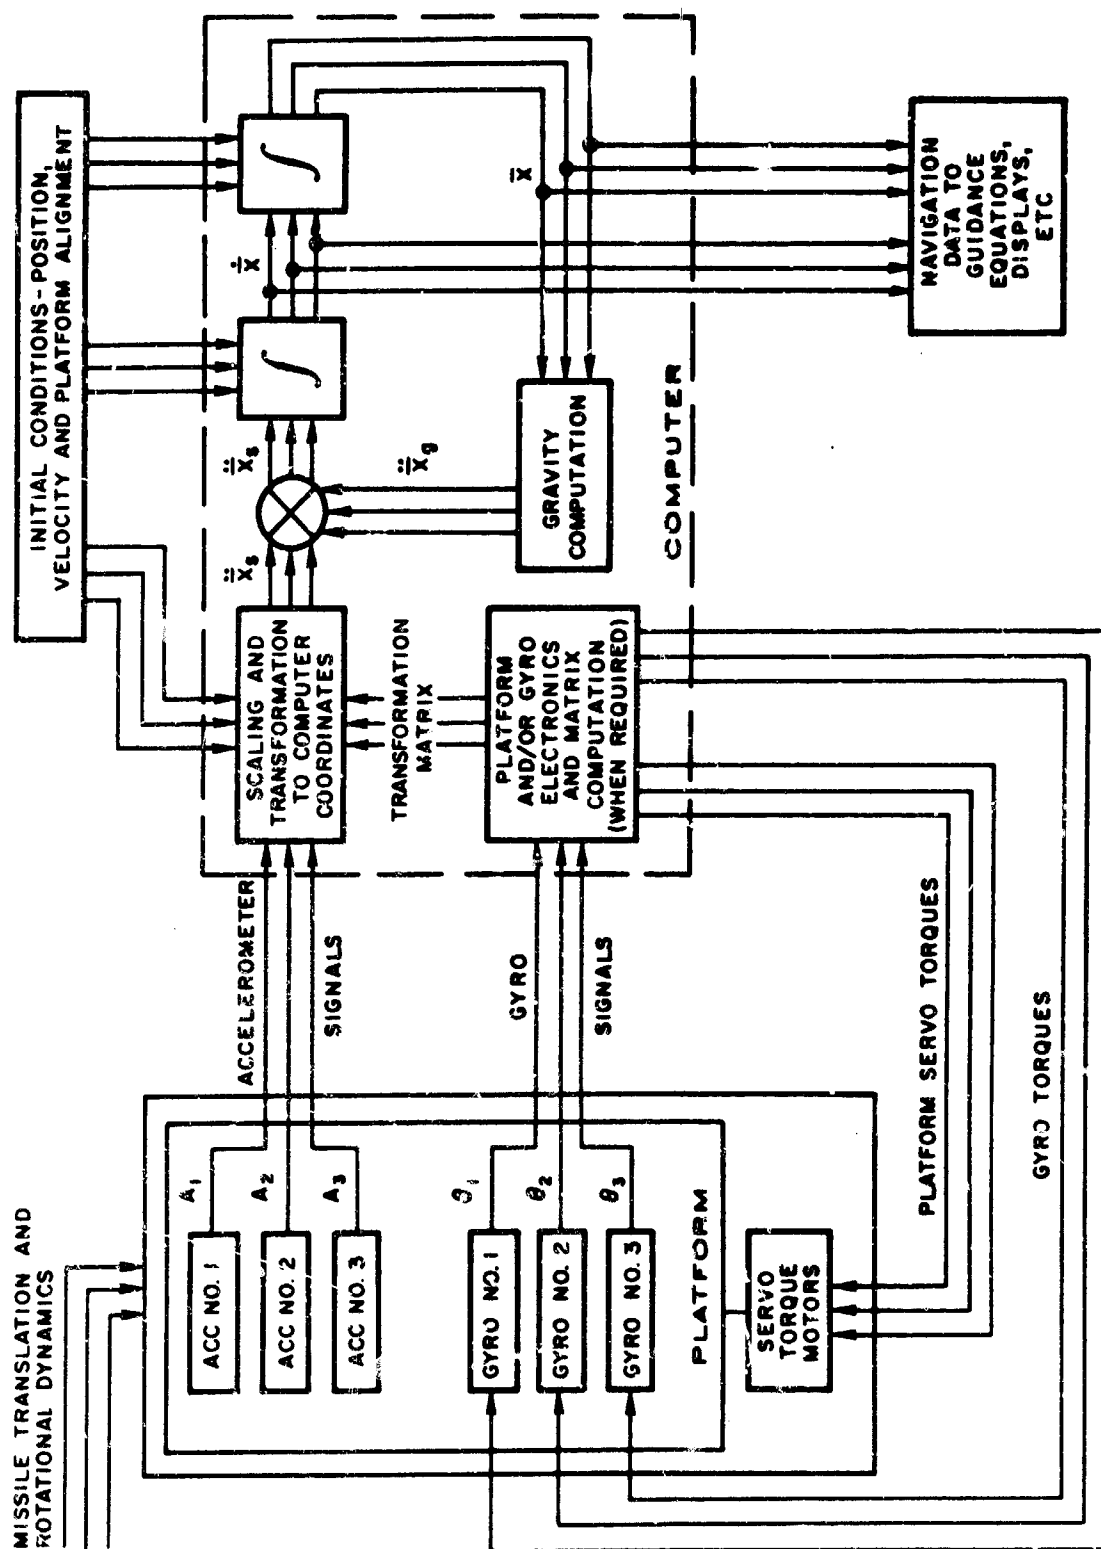 MISSILE TRANSLATION AND
ROTATIONAL DYNAMICS
INITIAL CONDITIONS-POSITION,
VELOCITY AND PLATFORM ALIGNMENT
ACC NO. 1
A₁
ACC NO. 2
A₂
ACC NO. 3
A₃
ACCELEROMETER
SIGNALS
SCALING AND
TRANSFORMATION
TO COMPUTER
COORDINATES
Ẍₛ
Ẍₛ
∫
Ẋ
∫
TRANSFORMATION
MATRIX
Ẍg
X̄
GYRO NO. 1
θ₁
GYRO NO. 2
θ₂
GYRO NO. 3
θ₃
GYRO
SIGNALS
PLATFORM
AND/OR GYRO
ELECTRONICS
AND MATRIX
COMPUTATION
(WHEN REQUIRED)
GRAVITY
COMPUTATION
COMPUTER
PLATFORM
SERVO
TORQUE
MOTORS
PLATFORM SERVO TORQUES
GYRO TORQUES
NAVIGATION
DATA TO
GUIDANCE
EQUATIONS,
DISPLAYS,
ETC